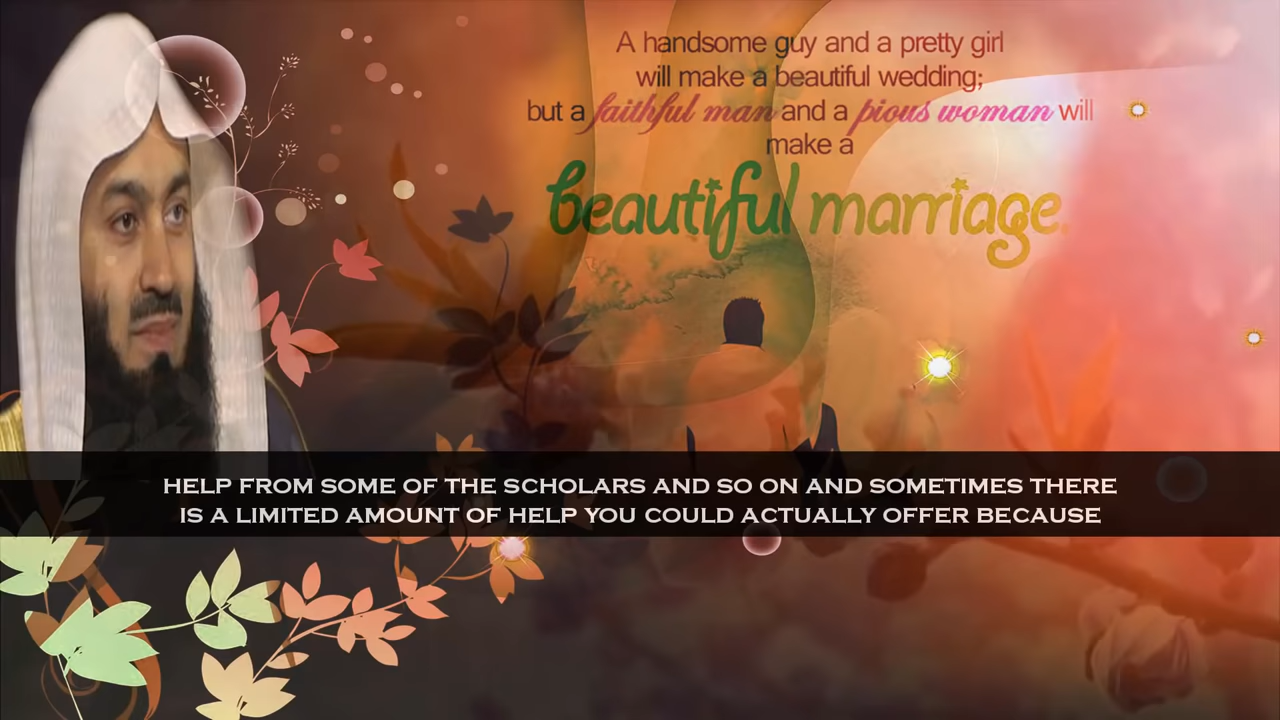 A handsome guy and a pretty girl
will make a beautiful wedding;
but a faithful man and a pious woman will
make a
beautiful marriage.
HELP FROM SOME OF THE SCHOLARS AND SO ON AND SOMETIMES THERE
IS A LIMITED AMOUNT OF HELP YOU COULD ACTUALLY OFFER BECAUSE